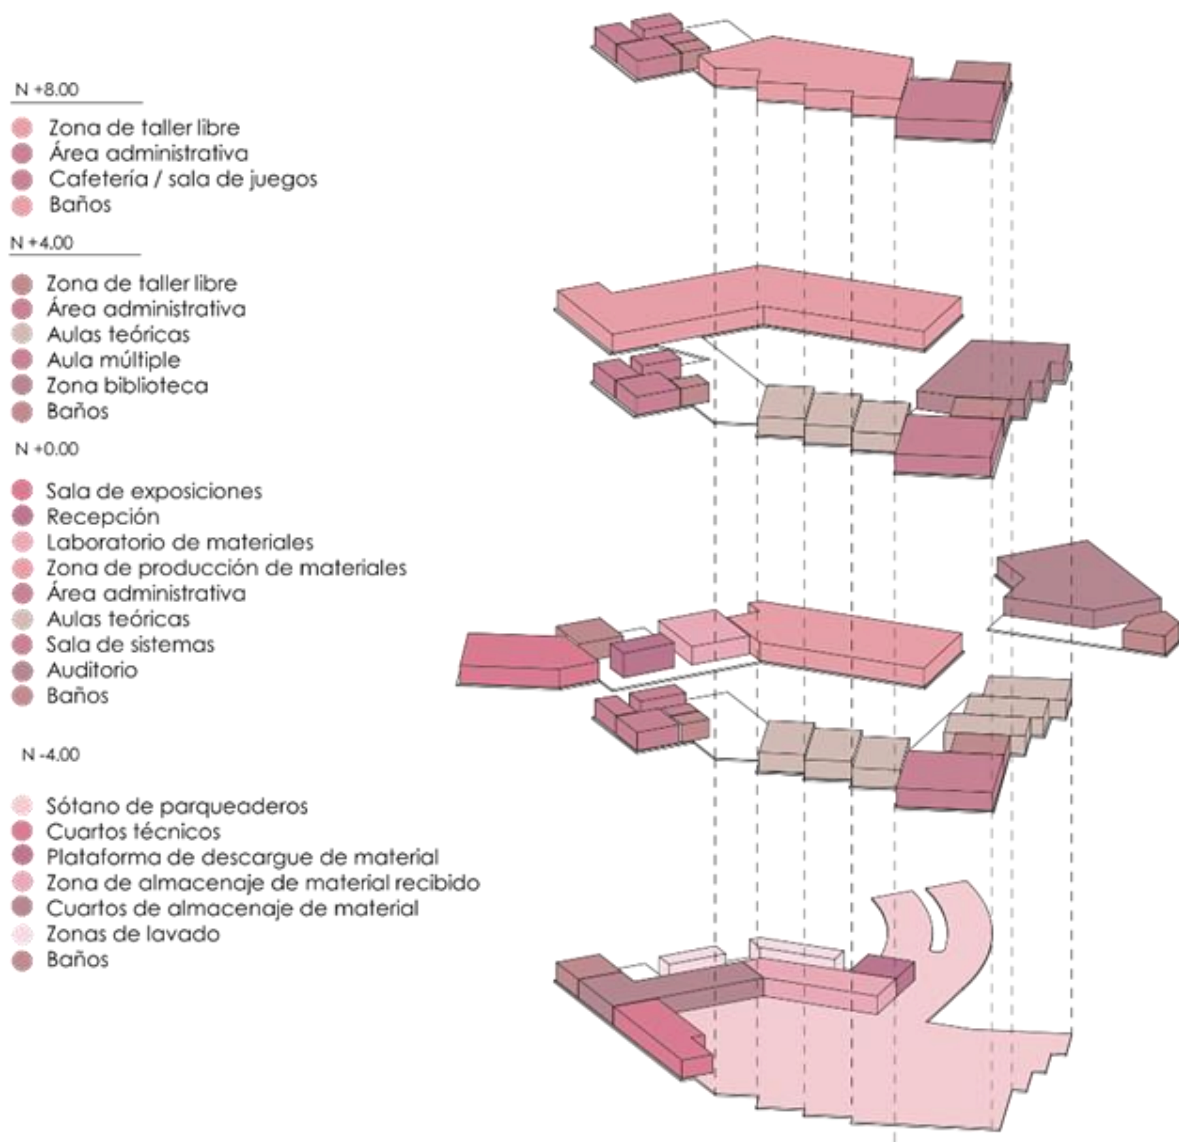 N +8.00
Zona de taller libre
Área administrativa
Cafetería / sala de juegos
Baños
N +4.00
Zona de taller libre
Área administrativa
Aulas teóricas
Aula múltiple
Zona biblioteca
Baños
N +0.00
Sala de exposiciones
Recepción
Laboratorio de materiales
Zona de producción de materiales
Área administrativa
Aulas teóricas
Sala de sistemas
Auditorio
Baños
N -4.00
Sótano de parqueaderos
Cuartos técnicos
Plataforma de descargue de material
Zona de almacenaje de material recibido
Cuartos de almacenaje de material
Zonas de lavado
Baños